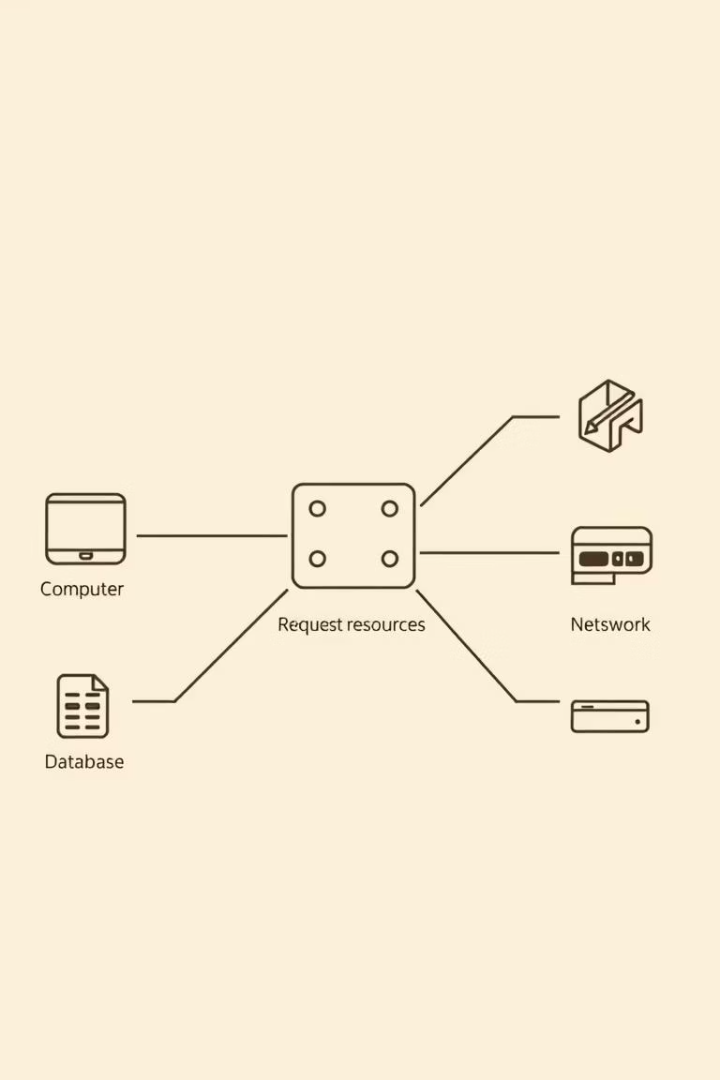 Computer
Request resources
Netswork
Database